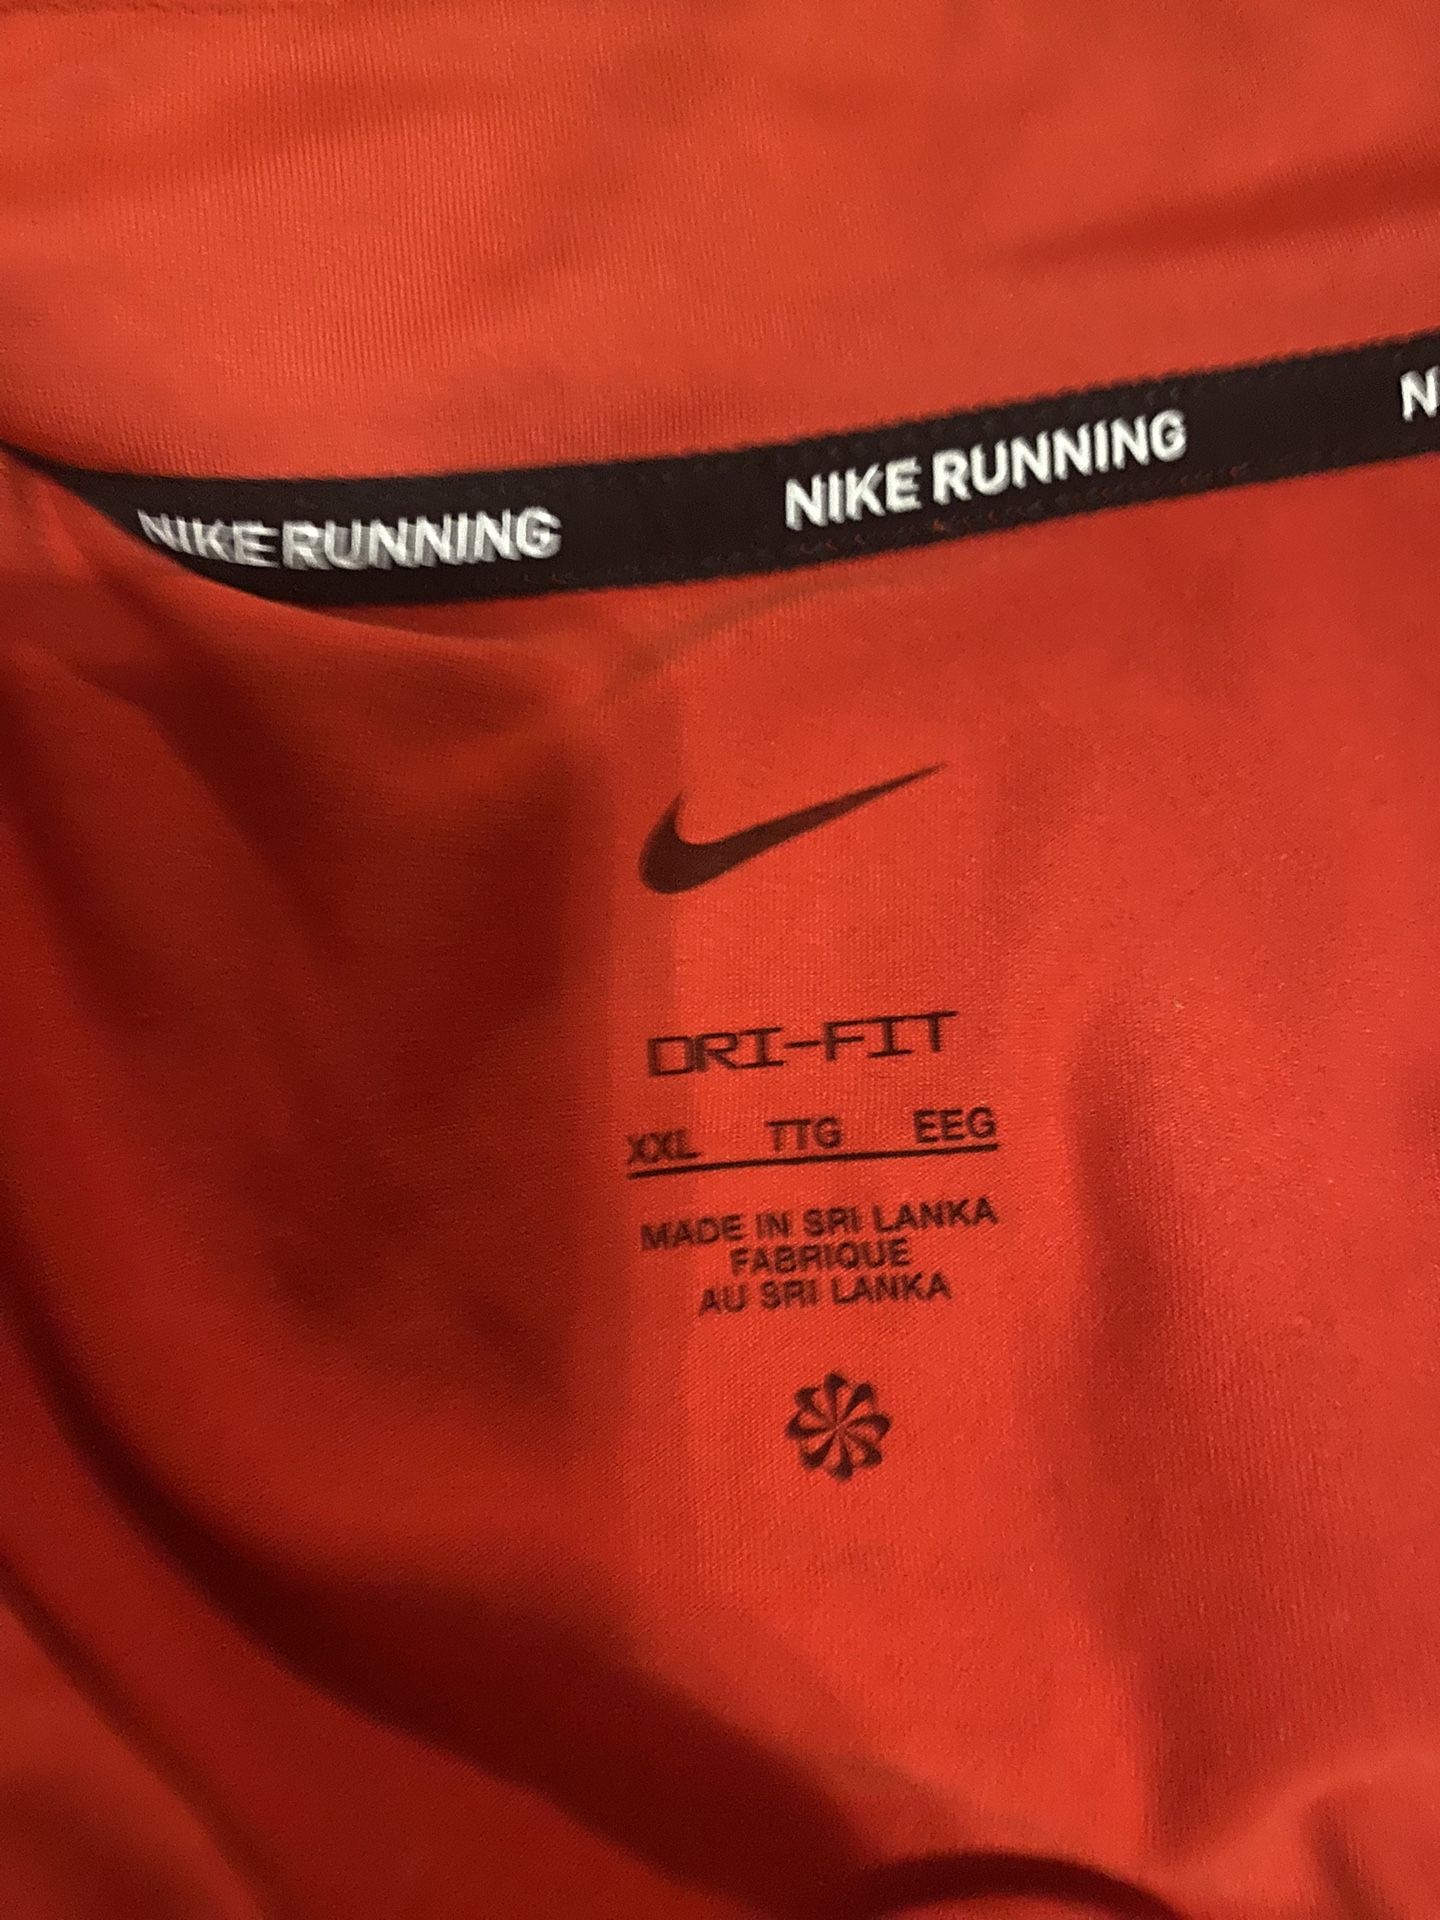 NIKE RUNNING NIKE RUNNING N
DRI-FIT
XXL TTG EEG
MADE IN SRI LANKA
FABRIQUE
AU SRI LANKA